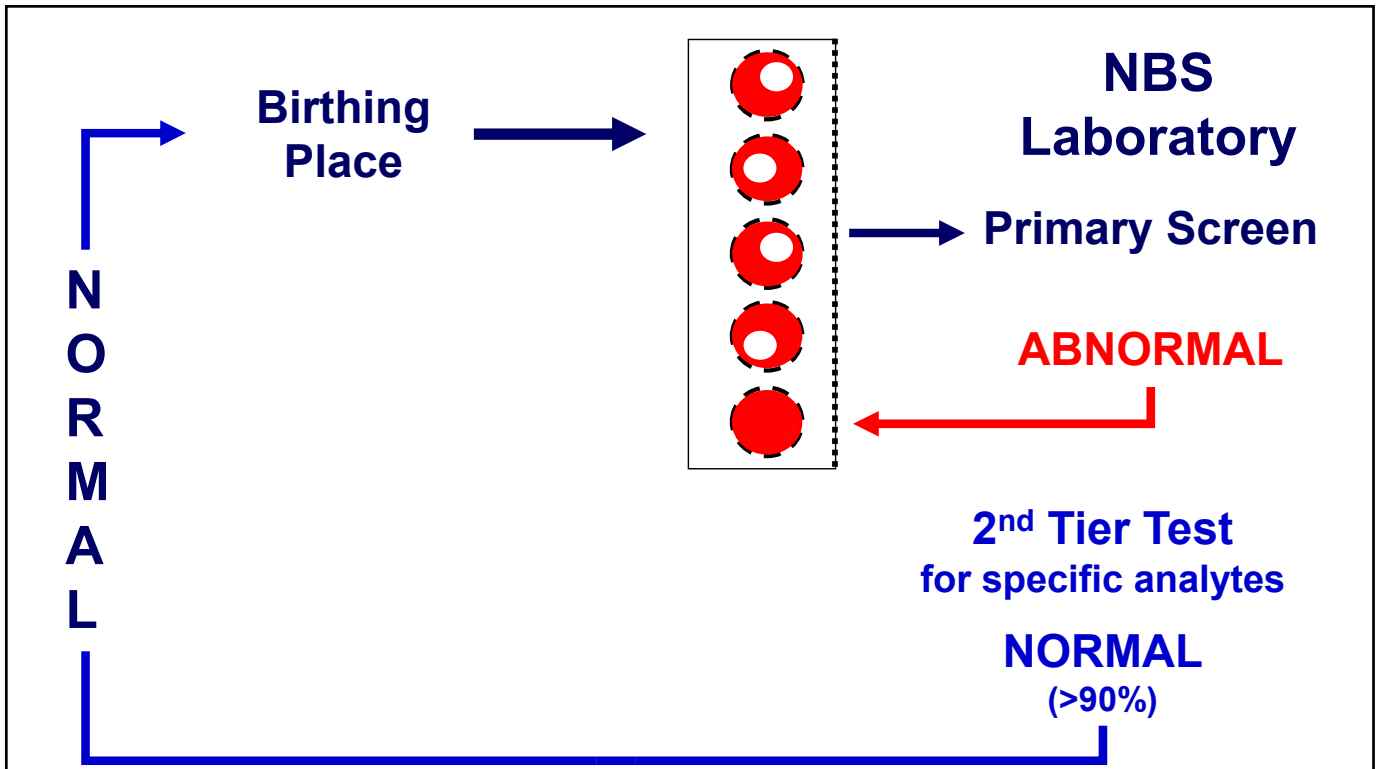 Birthing
Place
NBS
Laboratory
Primary Screen
ABNORMAL
2nd Tier Test
for specific analytes
NORMAL
(>90%)
N
O
R
M
A
L